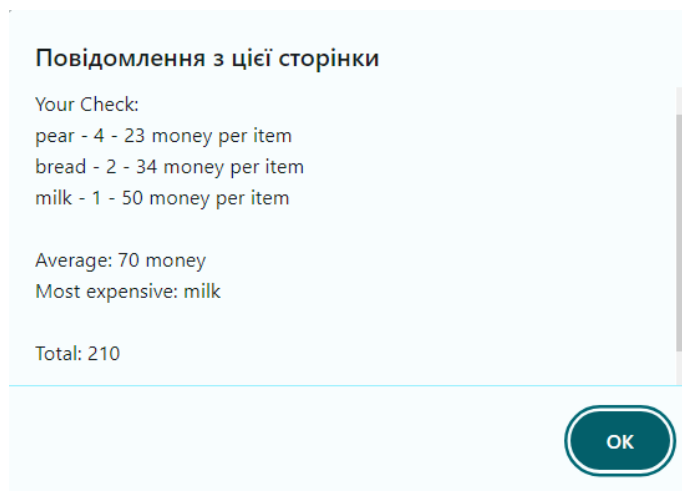 Повідомлення з цієї сторінки
Your Check:
pear - 4 - 23 money per item
bread - 2 - 34 money per item
milk - 1 - 50 money per item
Average: 70 money
Most expensive: milk
Total: 210
ОК